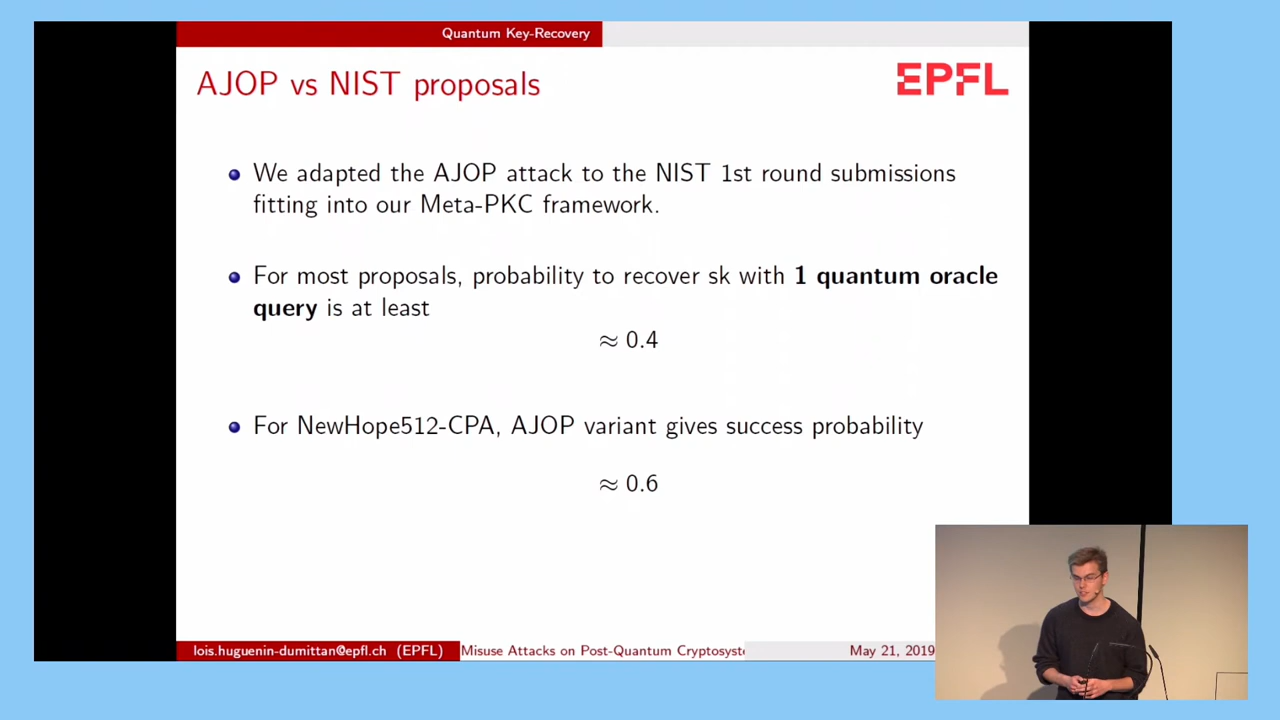 Quantum Key-Recovery
AJOP vs NIST proposals
EPFL
We adapted the AJOP attack to the NIST 1st round submissions
fitting into our Meta-PKC framework.
For most proposals, probability to recover sk with 1 quantum oracle
query is at least
≈ 0.4
For NewHope512-CPA, AJOP variant gives success probability
≈ 0.6
lois.huguenin-dumittan@epfl.ch (EPFL)
Misuse Attacks on Post-Quantum Cryptosyste
May 21, 2019